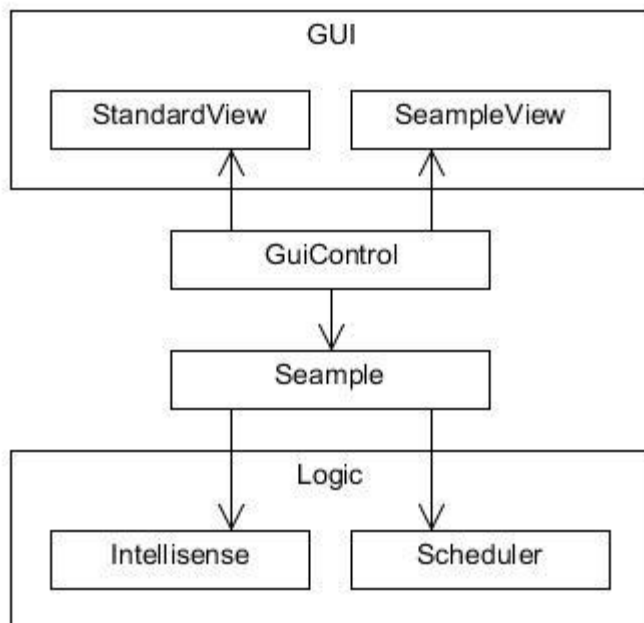 GUI
StandardView
SeampleView
GuiControl
Seample
Logic
Intellisense
Scheduler